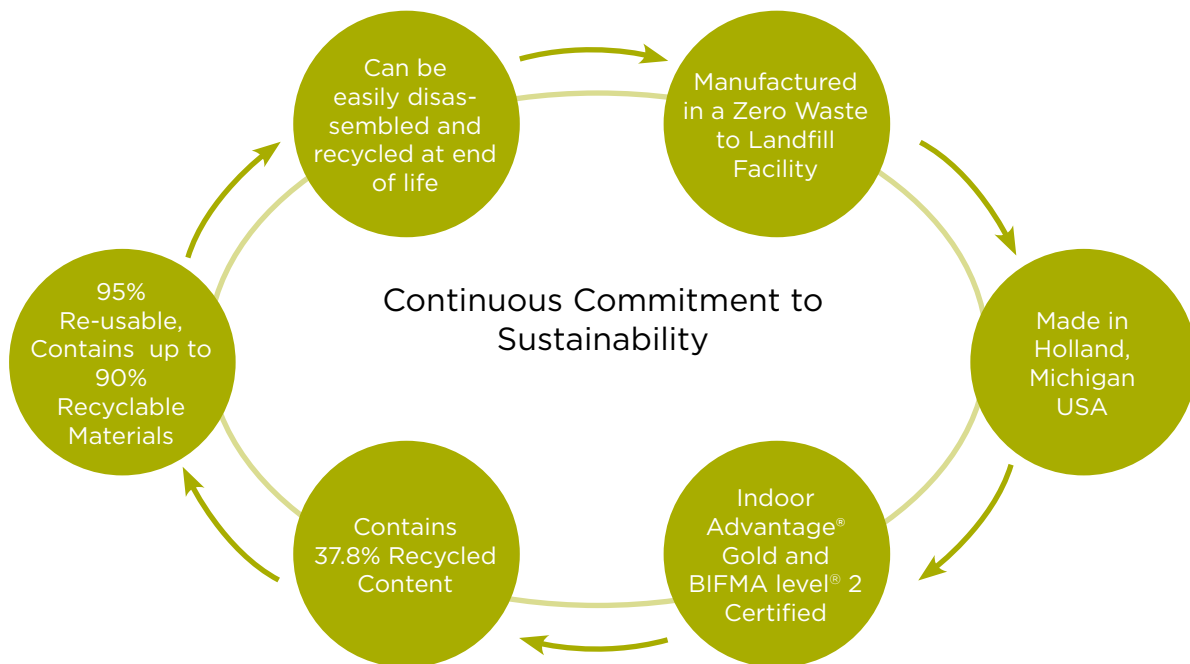 Can be
easily disas-
sembled and
recycled at end
of life
Manufactured
in a Zero Waste
to Landfill
Facility
95%
Re-usable,
Contains up to
90%
Recyclable
Materials
Continuous Commitment to
Sustainability
Made in
Holland,
Michigan
USA
Contains
37.8% Recycled
Content
Indoor
Advantage®
Gold and
BIFMA level® 2
Certified